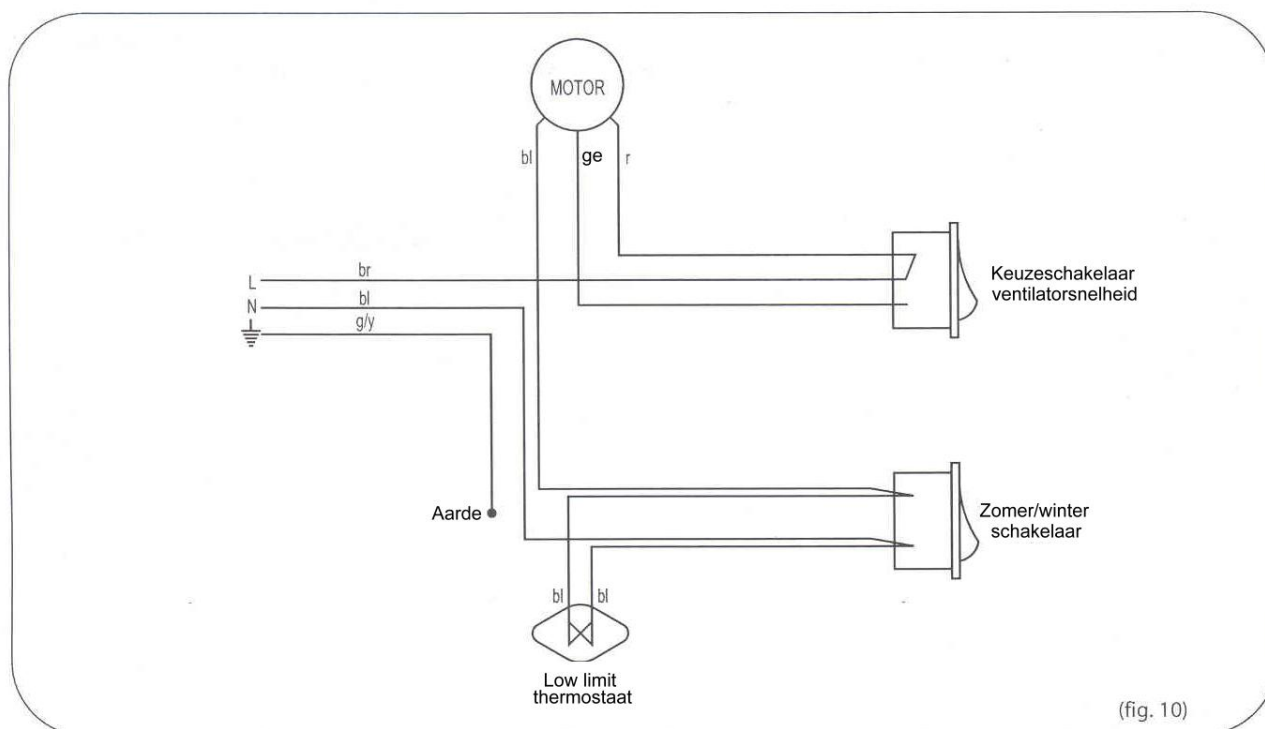 MOTOR
bl
ge
r
L
br
N
bl
g/y
Keuzeschakelaar
ventilatorsnelheid
Aarde
Zomer/winter
schakelaar
bl
bl
Low limit
thermostaat
(fig. 10)